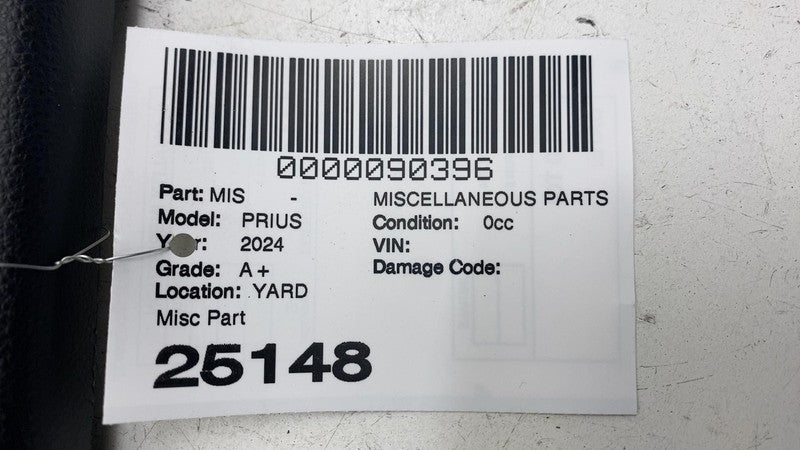 0000090396
Part: MIS - MISCELLANEOUS PARTS
Model: PRIUS Condition: 0cc
Year: 2024 VIN:
Grade: A+ Damage Code:
Location: YARD
Misc Part
25148